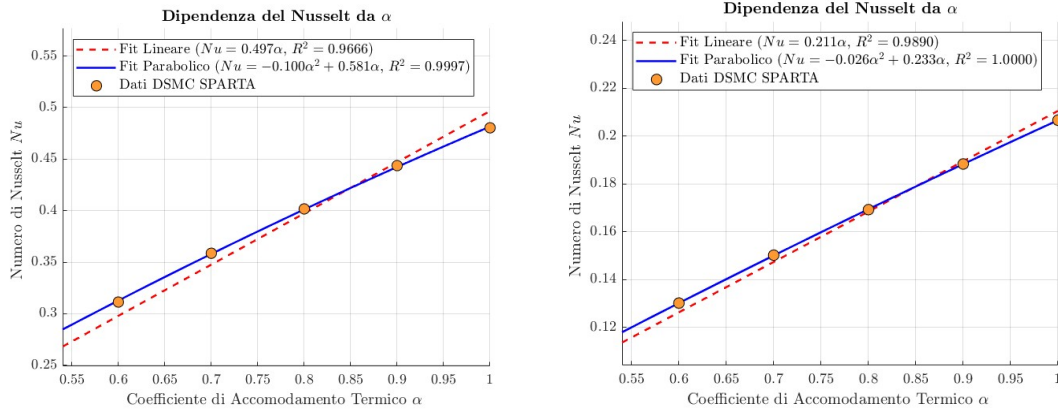 Dipendenza del Nusselt da α
0.55
0.5
0.45
0.4
0.35
0.3
0.25
Numero di Nusselt Nu
Fit Lineare (Nu = 0.497α, R² = 0.9666)
Fit Parabolico (Nu = −0.100α² + 0.581α, R² = 0.9997)
Dati DSMC SPARTA
0.55 0.6 0.65 0.7 0.75 0.8 0.85 0.9 0.95 1
Coefficiente di Accomodamento Termico α
Dipendenza del Nusselt da α
0.24
0.22
0.2
0.18
0.16
0.14
0.12
Numero di Nusselt Nu
Fit Lineare (Nu = 0.211α, R² = 0.9890)
Fit Parabolico (Nu = −0.026α² + 0.233α, R² = 1.0000)
Dati DSMC SPARTA
0.55 0.6 0.65 0.7 0.75 0.8 0.85 0.9 0.95 1
Coefficiente di Accomodamento Termico α